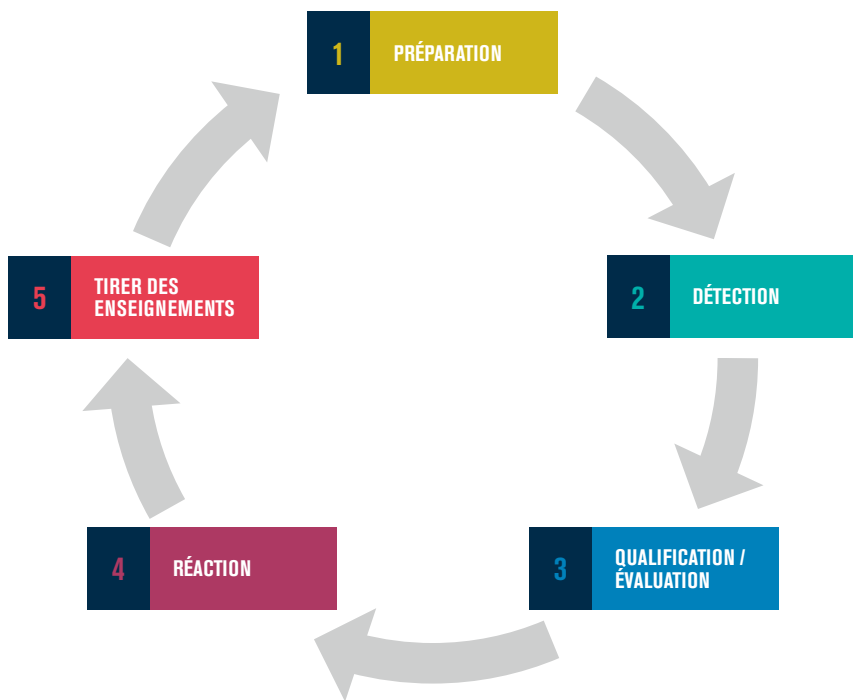 1 PRÉPARATION
2 DÉTECTION
3 QUALIFICATION /
ÉVALUATION
4 RÉACTION
5 TIRER DES
ENSEIGNEMENTS